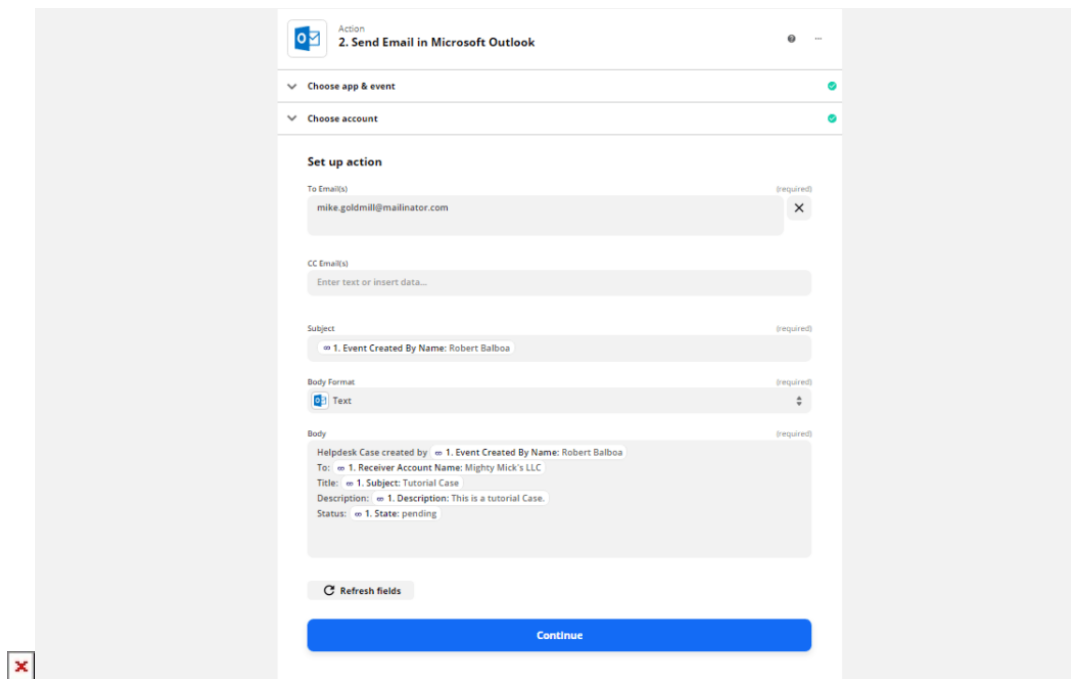 Action
2. Send Email in Microsoft Outlook
Choose app & event
Choose account
Set up action
To Email(s) (required)
mike.goldmill@mailinator.com
CC Email(s)
Enter text or insert data...
Subject (required)
1. Event Created By Name: Robert Balboa
Body Format (required)
Text
Body (required)
Helpdesk Case created by 1. Event Created By Name: Robert Balboa
To: 1. Receiver Account Name: Mighty Mick's LLC
Title: 1. Subject: Tutorial Case
Description: 1. Description: This is a tutorial Case.
Status: 1. State: pending
Refresh fields
Continue